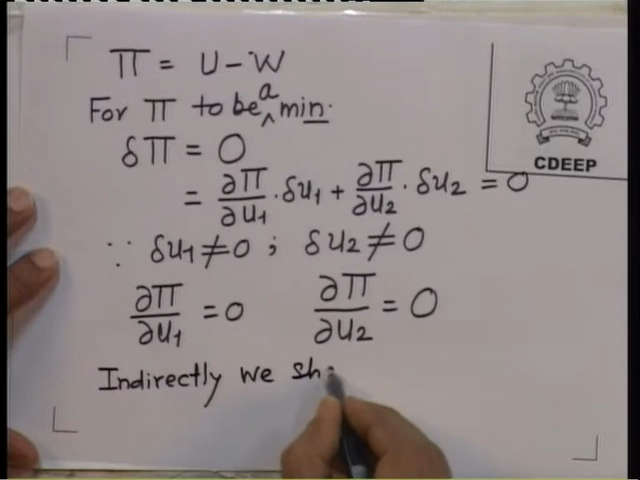 Π = U - W
For Π to be a min.
δΠ = 0
= ∂Π/∂u₁ · δu₁ + ∂Π/∂u₂ · δu₂ = 0
∵ δu₁ ≠ 0 ; δu₂ ≠ 0
∂Π/∂u₁ = 0   ∂Π/∂u₂ = 0
Indirectly we sh
CDEEP